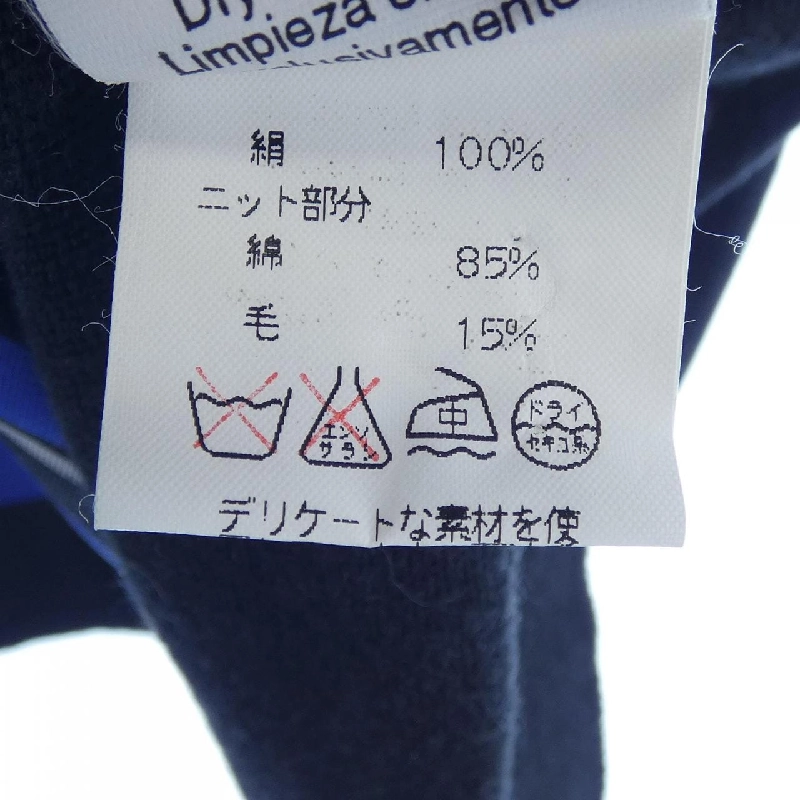 Dry
Limpieza
絹 100%
ニット部分
綿 85%
毛 15%
エンソ
サラシ
中
ドライ
セキユ系
デリケートな素材を使